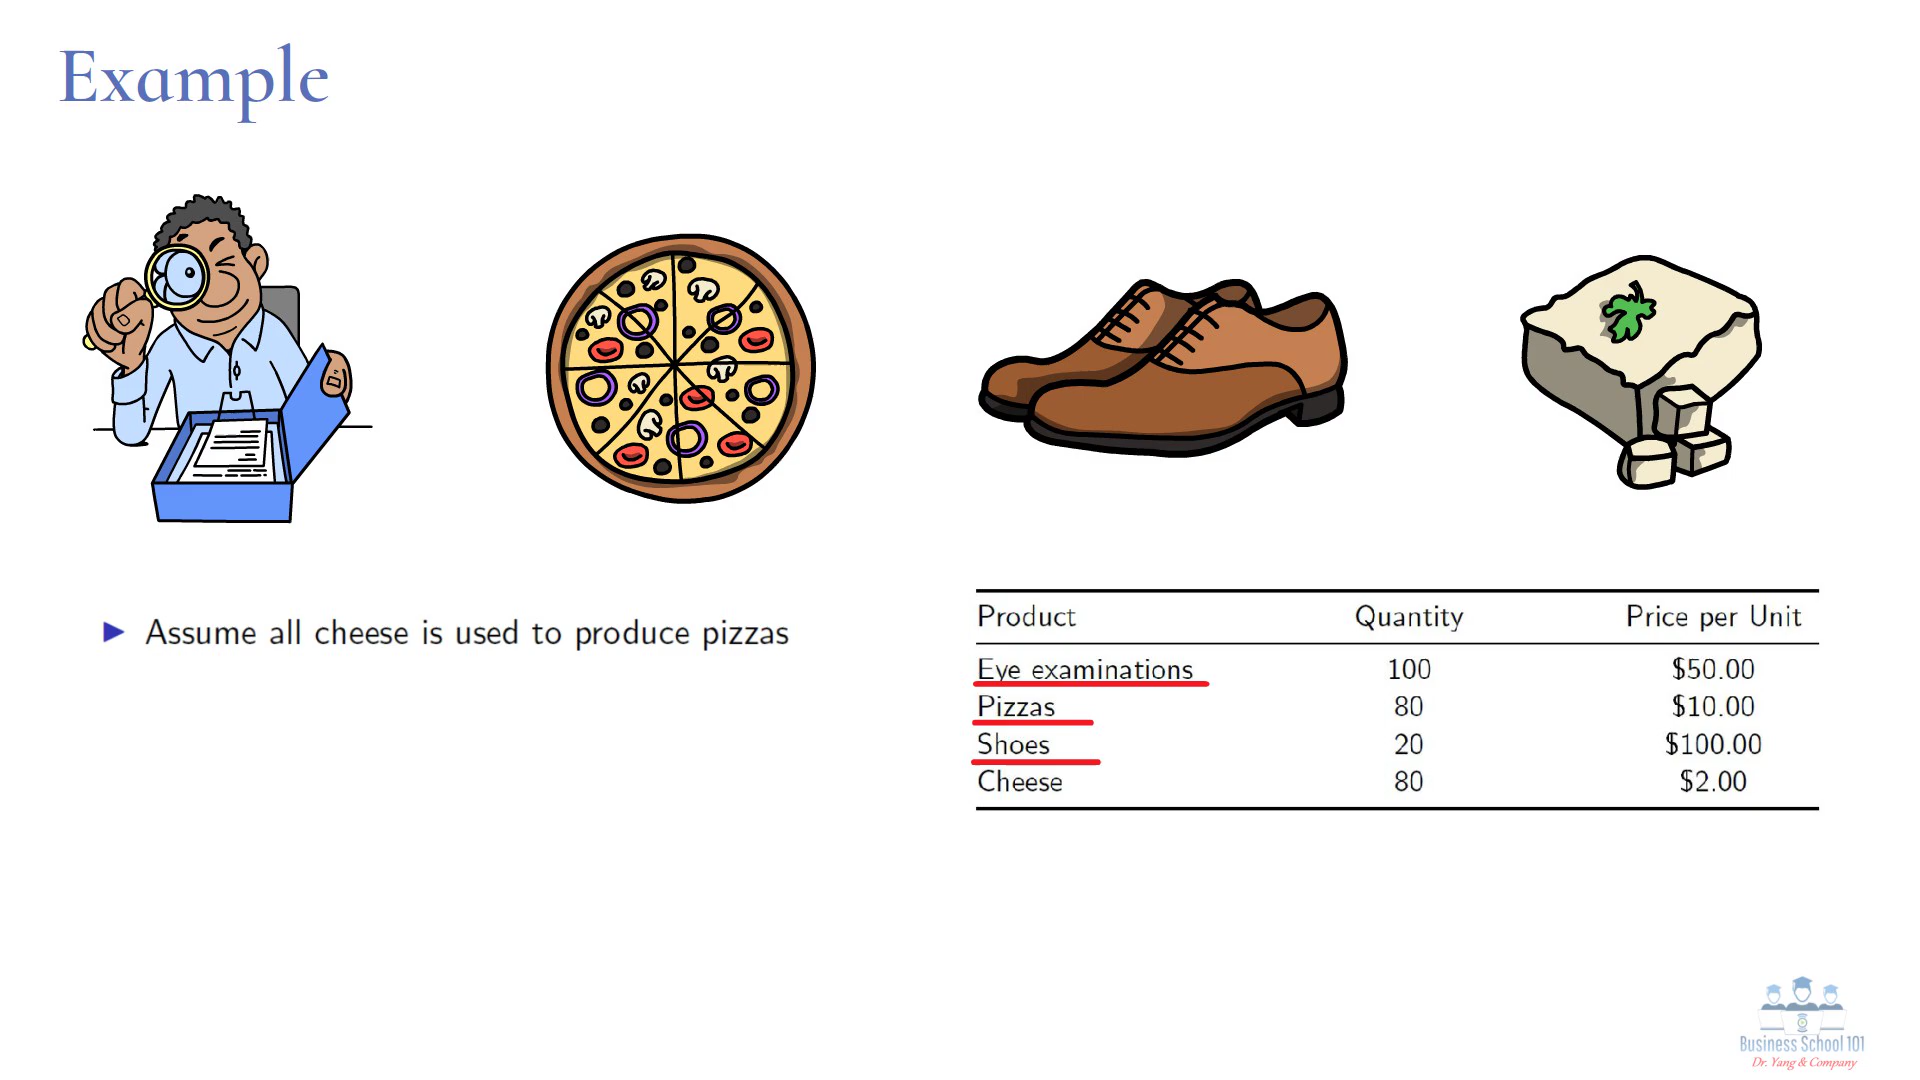 Example
▶ Assume all cheese is used to produce pizzas
Product Quantity Price per Unit
Eye examinations 100 $50.00
Pizzas 80 $10.00
Shoes 20 $100.00
Cheese 80 $2.00
Business School 101
Dr. Yang & Company